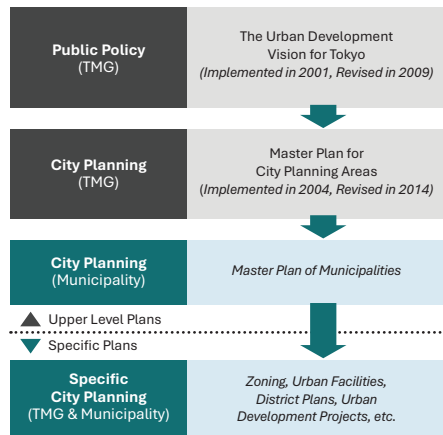 Public Policy
(TMG)
The Urban Development
Vision for Tokyo
(Implemented in 2001, Revised in 2009)
City Planning
(TMG)
Master Plan for
City Planning Areas
(Implemented in 2004, Revised in 2014)
City Planning
(Municipality)
Master Plan of Municipalities
Upper Level Plans
Specific Plans
Specific
City Planning
(TMG & Municipality)
Zoning, Urban Facilities,
District Plans, Urban
Development Projects, etc.